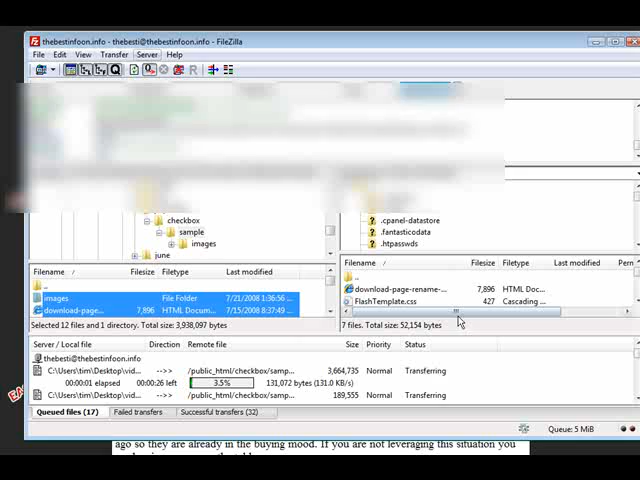 thebestinfoon.info - thebesti@thebestinfoon.info - FileZilla
File Edit View Transfer Server Help
checkbox
sample
images
june
.cpanel-datastore
.fantasticodata
.htpasswds
Filename / Filesize Filetype Last modified
..
images File Folder 7/21/2008 1:36:56 ...
download-page... 7,896 HTML Docum... 7/15/2008 8:37:49 ...
Selected 12 files and 1 directory. Total size: 3,938,097 bytes
Filename / Filesize Filetype Last modified Perm
..
download-page-rename-... 7,896 HTML Doc...
FlashTemplate.css 427 Cascading ...
7 files. Total size: 52,154 bytes
Server / Local file Direction Remote file Size Priority Status
thebesti@thebestinfoon.info
C:\Users\tim\Desktop\vid... -->> /public_html/checkbox/samp... 3,664,735 Normal Transferring
00:00:01 elapsed 00:00:26 left 3.5% 131,072 bytes (131.0 KB/s)
C:\Users\tim\Desktop\vid... -->> /public_html/checkbox/samp... 189,555 Normal Transferring
Queued files (17) Failed transfers Successful transfers (32)
Queue: 5 MiB
ago so they are already in the buying mood. If you are not leveraging this situation you